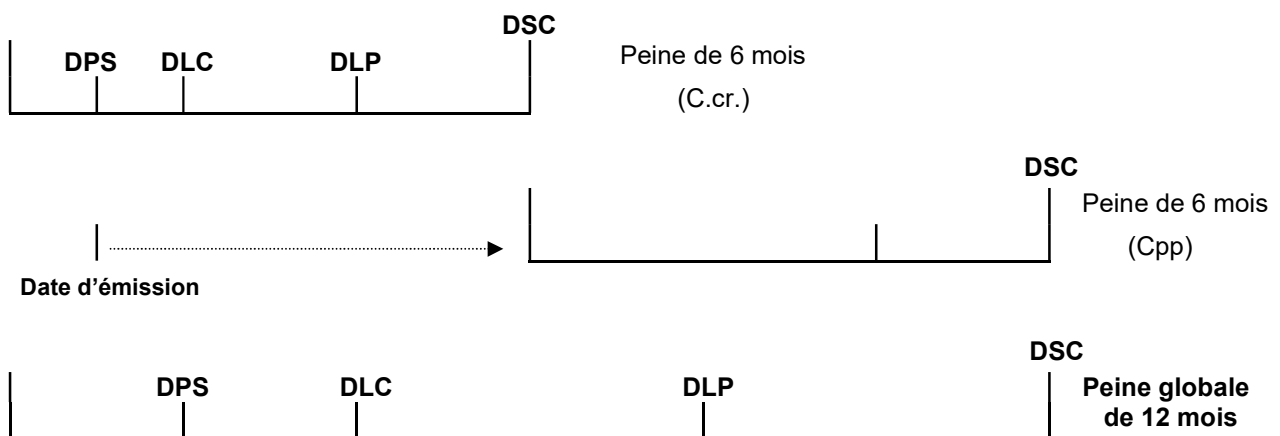 DSC
DPS DLC DLP Peine de 6 mois
(C.cr.)
DSC
Peine de 6 mois
(Cpp)
Date d'émission
DSC
DPS DLC DLP Peine globale
de 12 mois